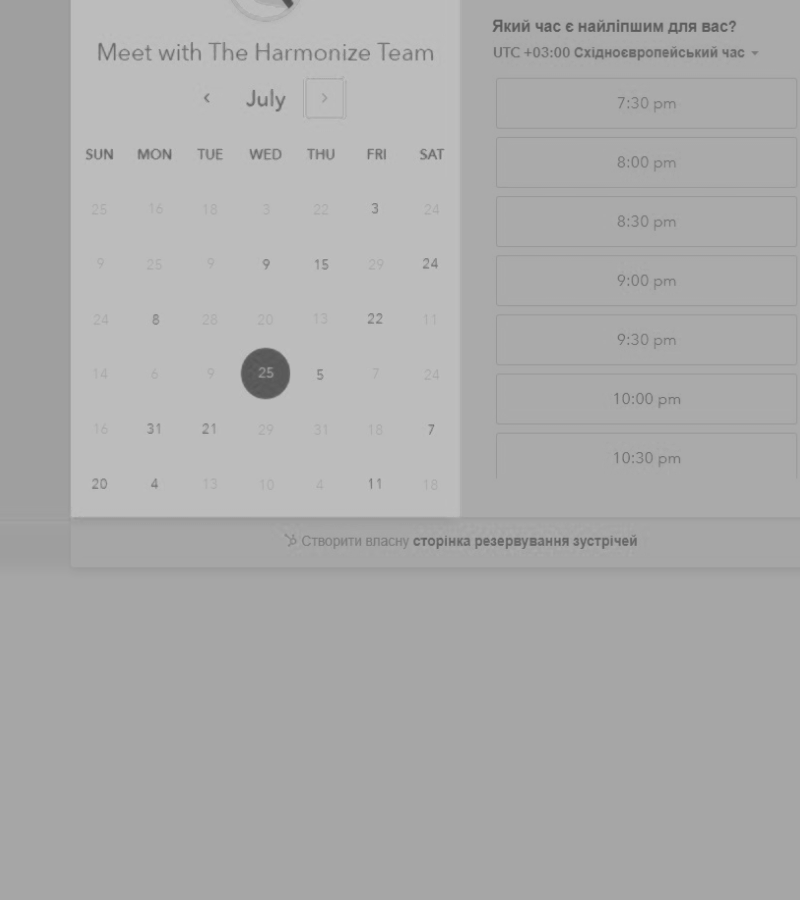 Meet with The Harmonize Team
July
SUN MON TUE WED THU FRI SAT
25 16 18 3 22 3 24
9 25 9 9 15 29 24
24 8 28 20 13 22 11
14 6 9 25 5 7 24
16 31 21 29 31 18 7
20 4 13 10 4 11 18
Який час є найліпшим для вас?
UTC +03:00 Східноєвропейський час
7:30 pm
8:00 pm
8:30 pm
9:00 pm
9:30 pm
10:00 pm
10:30 pm
Створити власну сторінка резервування зустрічей